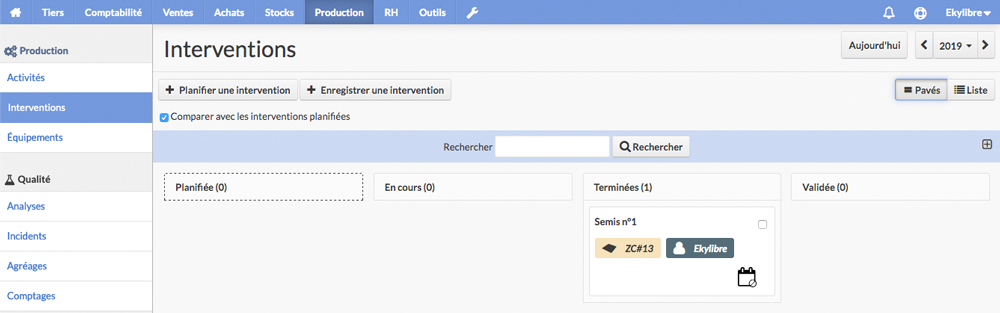 Tiers Comptabilité Ventes Achats Stocks Production RH Outils Ekylibre
Production
Activités
Interventions
Équipements
Qualité
Analyses
Incidents
Agréages
Comptages
Interventions
Aujourd'hui
2019
Planifier une intervention
Enregistrer une intervention
Pavés
Liste
Comparer avec les interventions planifiées
Rechercher
Rechercher
Planifiée (0)
En cours (0)
Terminées (1)
Validée (0)
Semis n°1
ZC#13
Ekylibre